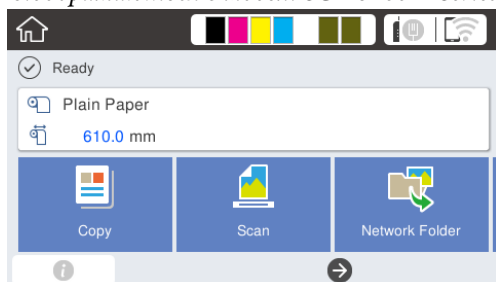 Ready
Plain Paper
610.0 mm
Copy
Scan
Network Folder